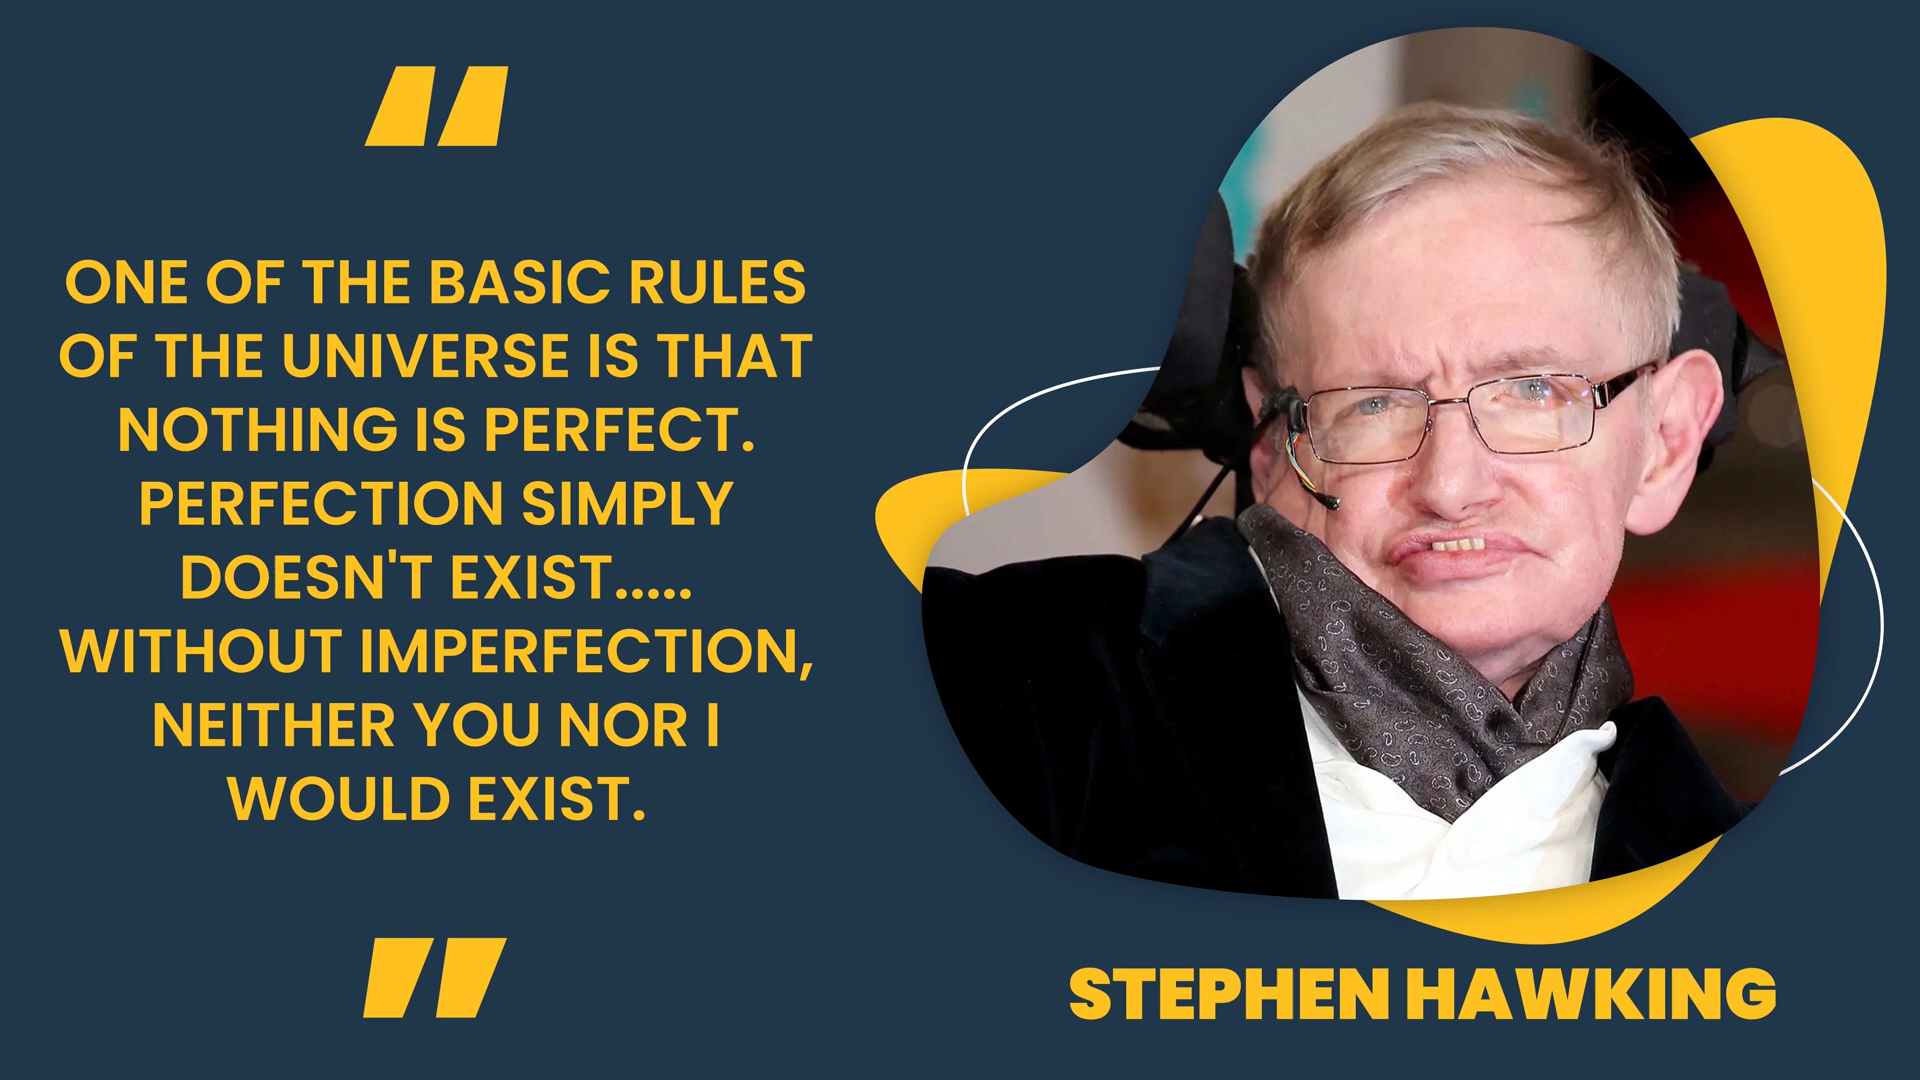 "
ONE OF THE BASIC RULES
OF THE UNIVERSE IS THAT
NOTHING IS PERFECT.
PERFECTION SIMPLY
DOESN'T EXIST.....
WITHOUT IMPERFECTION,
NEITHER YOU NOR I
WOULD EXIST.
"
STEPHEN HAWKING